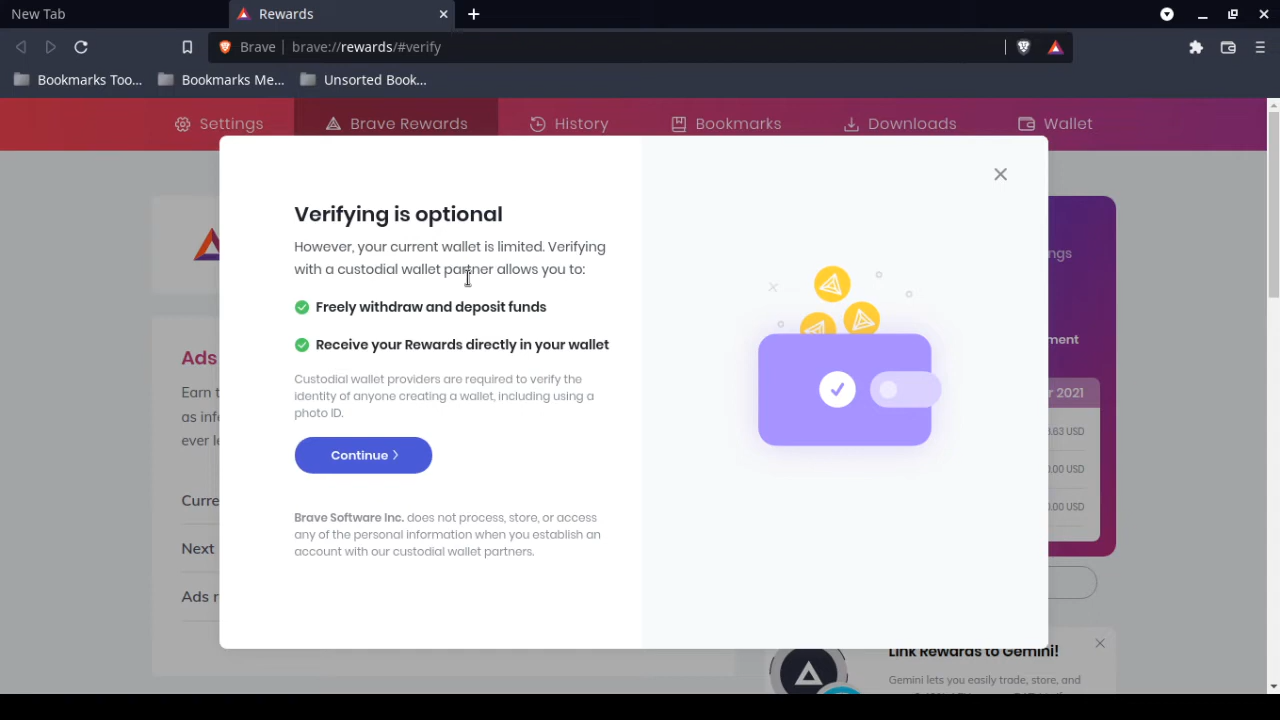 New Tab
Rewards
Brave
brave://rewards/#verify
Bookmarks Too...
Bookmarks Me...
Unsorted Book...
Settings
Brave Rewards
History
Bookmarks
Downloads
Wallet
Verifying is optional
However, your current wallet is limited. Verifying
with a custodial wallet partner allows you to:
Freely withdraw and deposit funds
Receive your Rewards directly in your wallet
Custodial wallet providers are required to verify the
identity of anyone creating a wallet, including using a
photo ID.
Continue
Brave Software Inc. does not process, store, or access
any of the personal information when you establish an
account with our custodial wallet partners.
Ads
Earn t
as info
ever le
Curre
Next
Ads r
ngs
ment
r 2021
.63 USD
.00 USD
.00 USD
Link Rewards to Gemini!
Gemini lets you easily trade, store, and